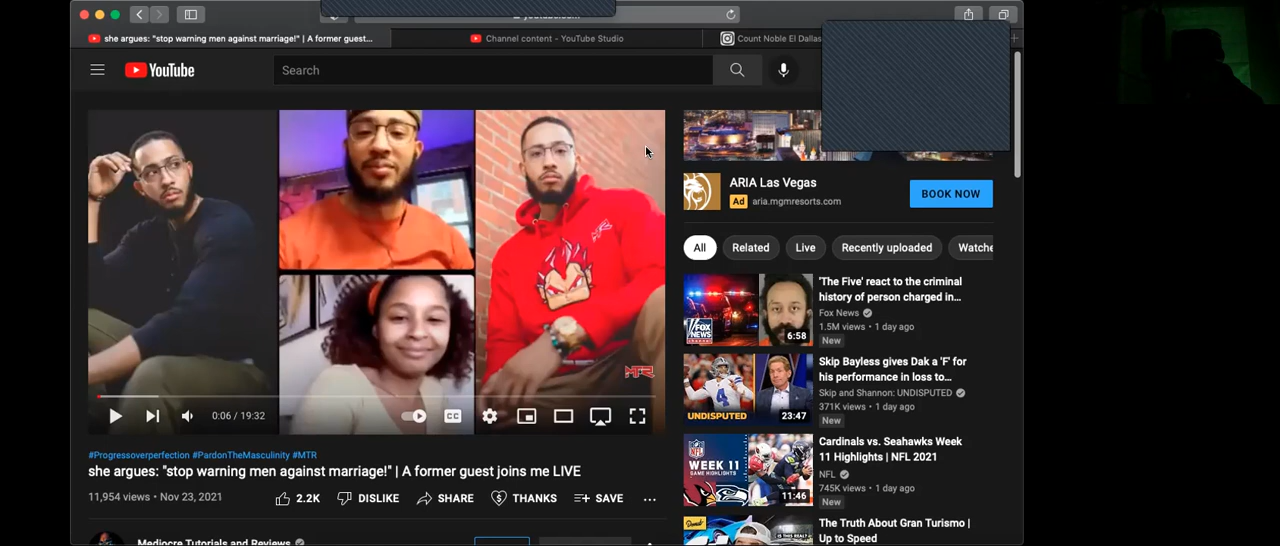 she argues: "stop warning men against marriage!" | A former guest...
Channel content - YouTube Studio
Count Noble El Dallas
YouTube
Search
MTR
0:06 / 19:32
CC
#Progressoverperfection #PardonTheMasculinity #MTR
she argues: "stop warning men against marriage!" | A former guest joins me LIVE
11,954 views • Nov 23, 2021
2.2K
DISLIKE
SHARE
THANKS
SAVE
Mediocre Tutorials and Reviews
ARIA Las Vegas
Ad
aria.mgmresorts.com
BOOK NOW
All
Related
Live
Recently uploaded
Watche
FOX NEWS
6:58
'The Five' react to the criminal
history of person charged in...
Fox News
1.5M views • 1 day ago
New
UNDISPUTED
23:47
Skip Bayless gives Dak a 'F' for
his performance in loss to...
Skip and Shannon: UNDISPUTED
371K views • 1 day ago
New
NFL
WEEK 11
GAME HIGHLIGHTS
11:46
Cardinals vs. Seahawks Week
11 Highlights | NFL 2021
NFL
745K views • 1 day ago
New
Donut
The Truth About Gran Turismo |
Up to Speed